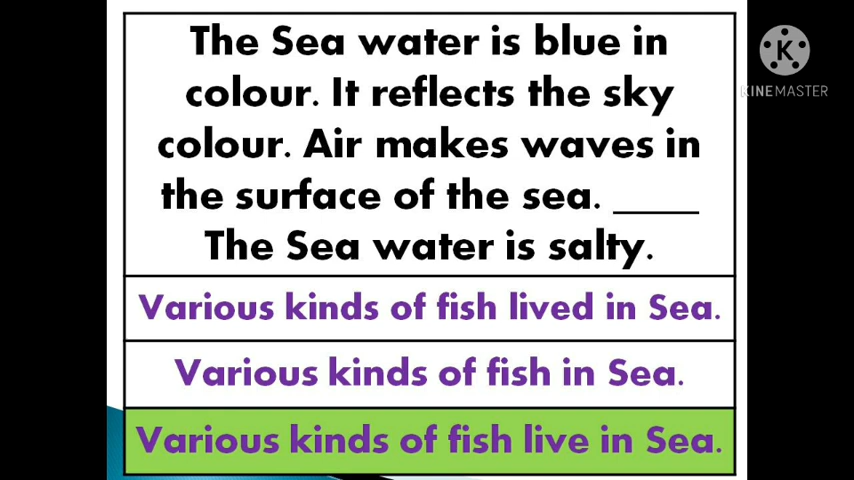 The Sea water is blue in
colour. It reflects the sky
colour. Air makes waves in
the surface of the sea. ____
The Sea water is salty.
Various kinds of fish lived in Sea.
Various kinds of fish in Sea.
Various kinds of fish live in Sea.
K
KINEMASTER